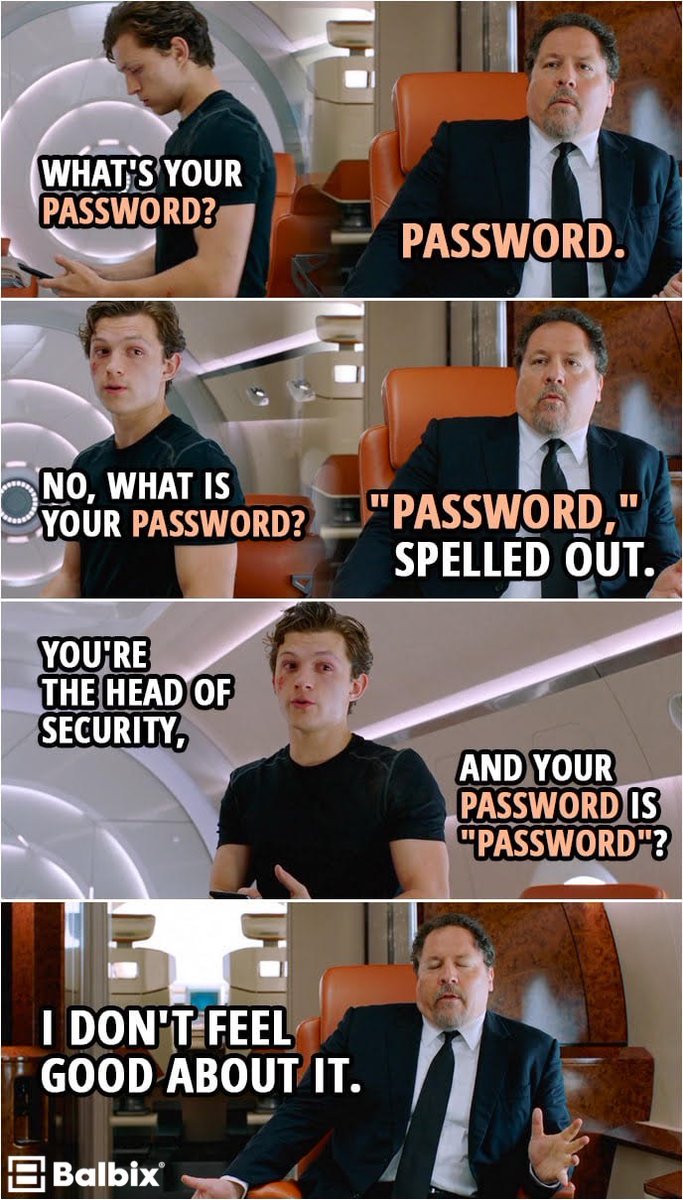 WHAT'S YOUR
PASSWORD?
PASSWORD.
NO, WHAT IS
YOUR PASSWORD?
"PASSWORD,"
SPELLED OUT.
YOU'RE
THE HEAD OF
SECURITY,
AND YOUR
PASSWORD IS
"PASSWORD"?
I DON'T FEEL
GOOD ABOUT IT.
Balbix®